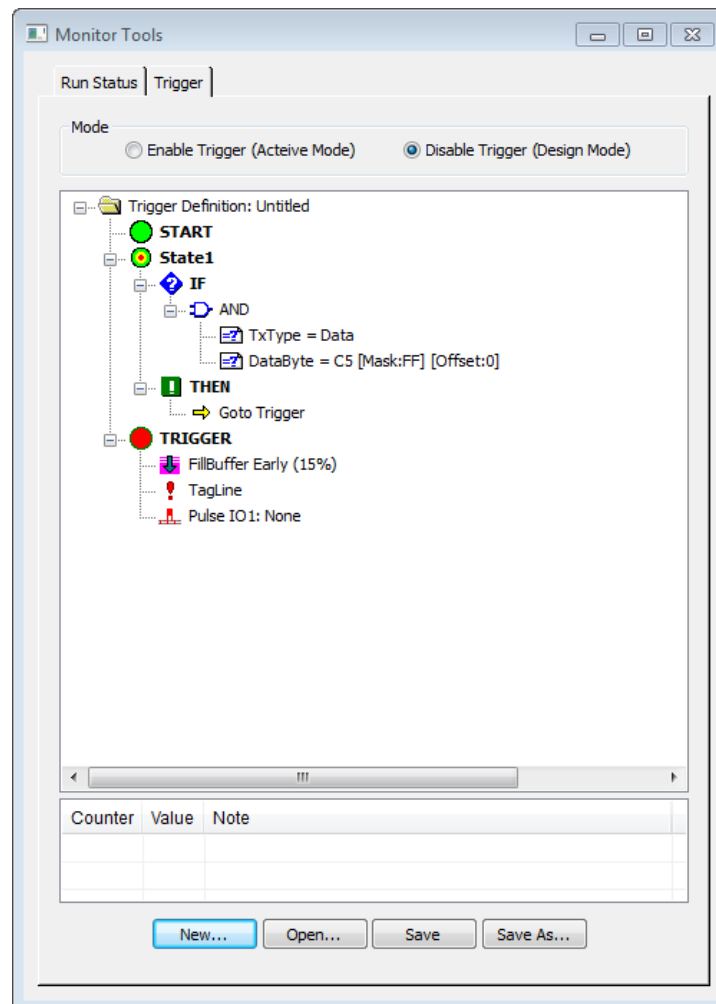 Monitor Tools
Run Status Trigger
Mode
Enable Trigger (Acteive Mode) Disable Trigger (Design Mode)
Trigger Definition: Untitled
START
State1
IF
AND
TxType = Data
DataByte = C5 [Mask:FF] [Offset:0]
THEN
Goto Trigger
TRIGGER
FillBuffer Early (15%)
TagLine
Pulse IO1: None
Counter Value Note
New... Open... Save Save As...